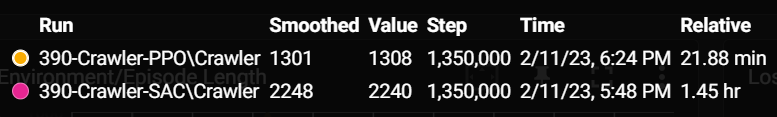 Run Smoothed Value Step Time Relative
390-Crawler-PPO\Crawler 1301 1308 1,350,000 2/11/23, 6:24 PM 21.88 min
Environment/Episode Length
390-Crawler-SAC\Crawler 2248 2240 1,350,000 2/11/23, 5:48 PM 1.45 hr